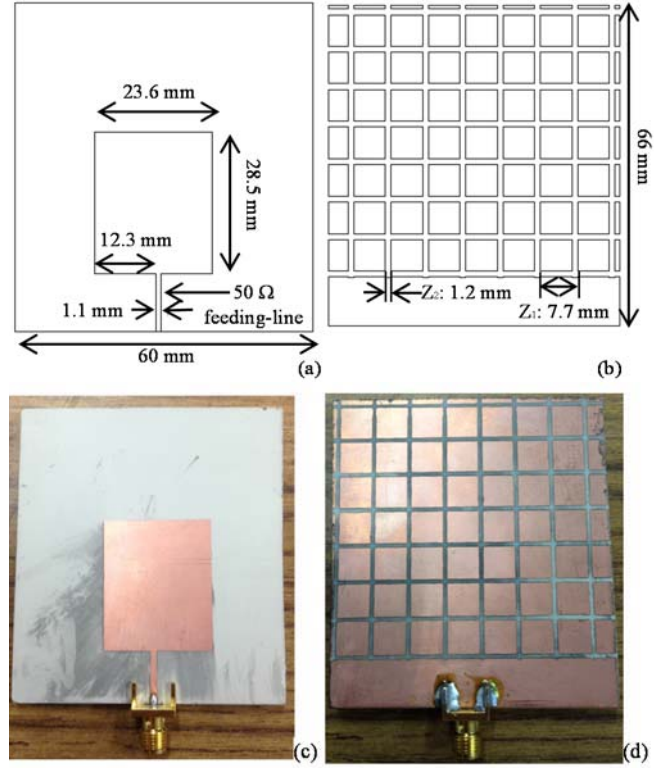 23.6 mm
28.5 mm
12.3 mm
50 Ω
1.1 mm
feeding-line
60 mm
(a)
66 mm
Z₂: 1.2 mm
Z₁: 7.7 mm
(b)
(c)
(d)